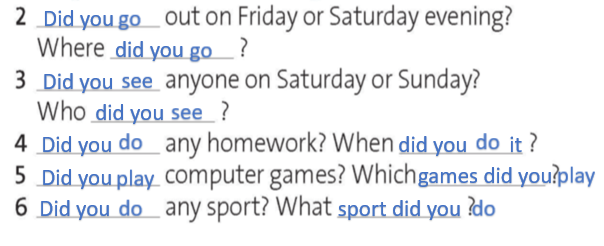 2 Did you go out on Friday or Saturday evening?
Where did you go ?
3 Did you see anyone on Saturday or Sunday?
Who did you see ?
4 Did you do any homework? When did you do it ?
5 Did you play computer games? Which games did you?play
6 Did you do any sport? What sport did you ?do